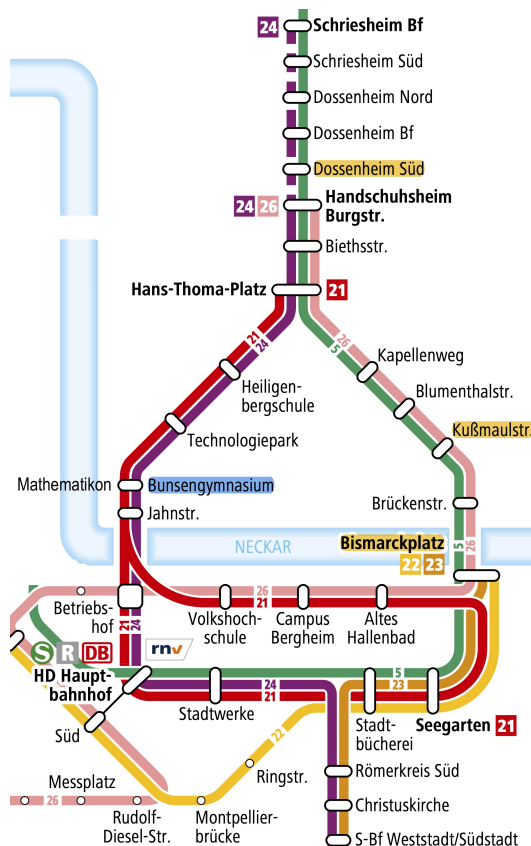 24
Schriesheim Bf
Schriesheim Süd
Dossenheim Nord
Dossenheim Bf
Dossenheim Süd
24 26
Handschuhsheim
Burgstr.
Biethsstr.
Hans-Thoma-Platz
21
21
24
26
5
Kapellenweg
Heiligen-
bergschule
Blumenthalstr.
Technologiepark
Kußmaulstr.
Mathematikon
Bunsengymnasium
Brückenstr.
Jahnstr.
NECKAR
Bismarckplatz
22 23
5
26
Betriebs-
hof
26
21
Volkshoch-
schule
Campus
Bergheim
Altes
Hallenbad
21
24
S R DB
rnv
HD Haupt-
bahnhof
5
24
21
23
Stadtwerke
Stadt-
bücherei
Seegarten 21
Süd
22
Römerkreis Süd
Ringstr.
Messplatz
26
Christuskirche
Rudolf-
Diesel-Str.
Montpellier-
brücke
S-Bf Weststadt/Südstadt